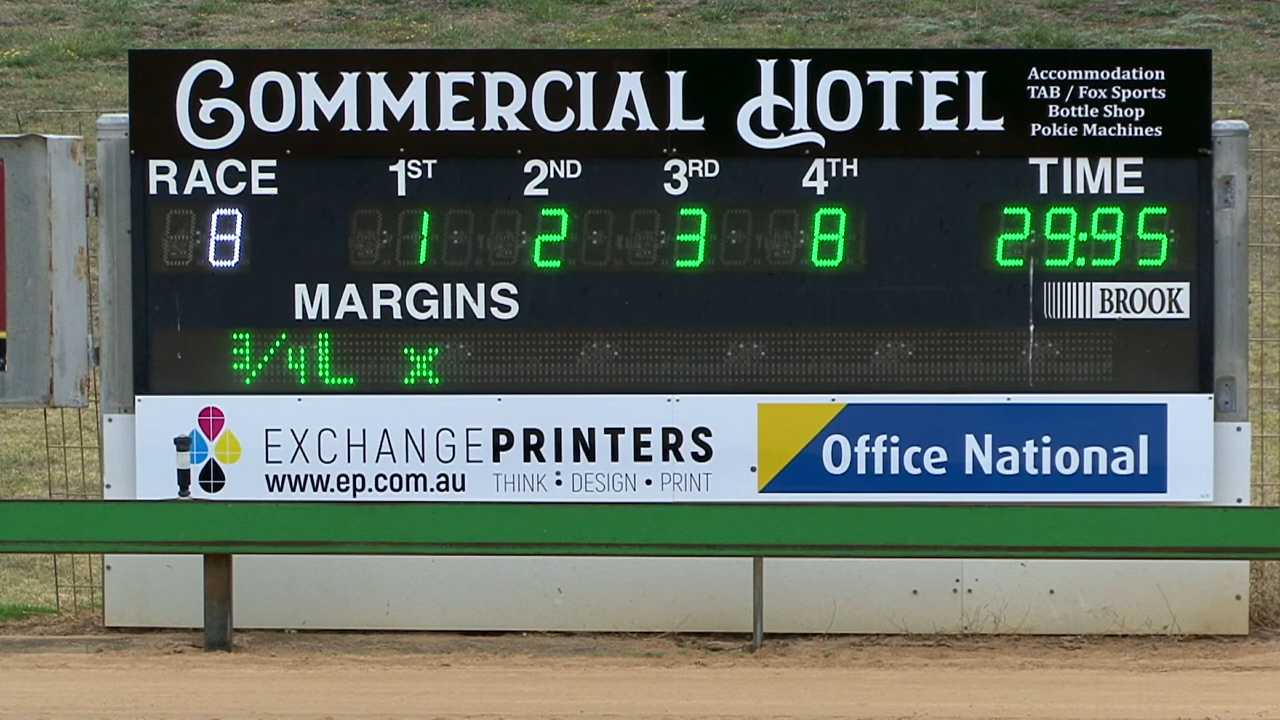 COMMERCIAL HOTEL
Accommodation
TAB / Fox Sports
Bottle Shop
Pokie Machines
RACE 1ST 2ND 3RD 4TH TIME
8 1 2 3 8 29:95
MARGINS
BROOK
3/4L x
EXCHANGEPRINTERS
www.ep.com.au THINK : DESIGN • PRINT
Office National